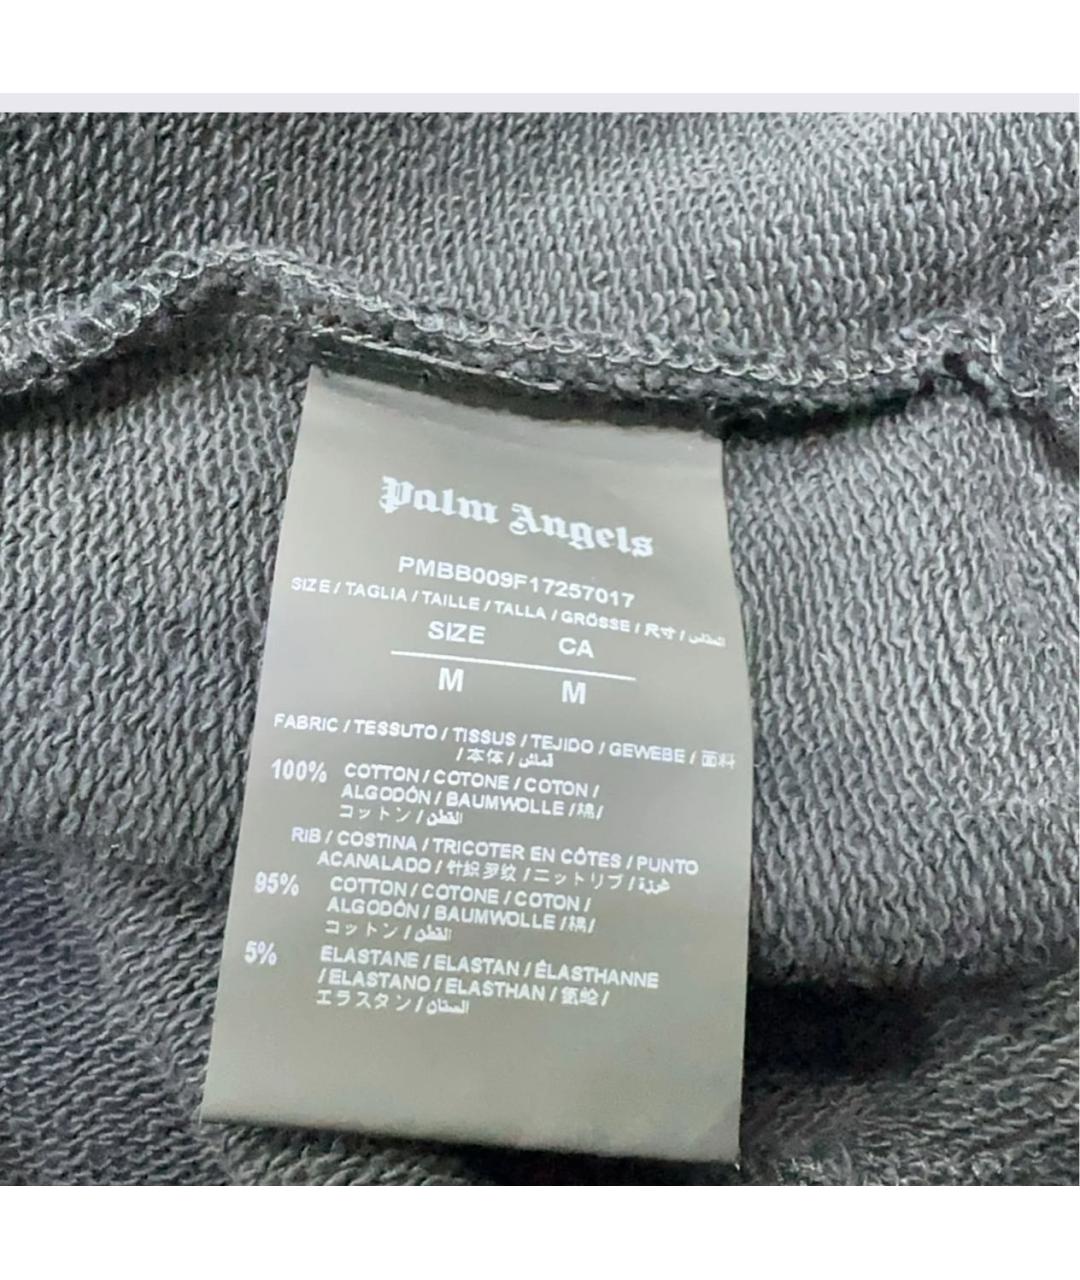 Palm Angels
PMBB009F17257017
SIZE / TAGLIA / TAILLE / TALLA / GRÖSSE / 尺寸 / المقاس
SIZE CA
M M
FABRIC / TESSUTO / TISSUS / TEJIDO / GEWEBE / 面料
/ 本体 / قماش
100% COTTON / COTONE / COTON /
ALGODÓN / BAUMWOLLE / 棉 /
コットン / القطن
RIB / COSTINA / TRICOTER EN CÔTES / PUNTO
ACANALADO / 针织罗纹 / ニットリブ / غرزة
95% COTTON / COTONE / COTON /
ALGODÓN / BAUMWOLLE / 棉 /
コットン / القطن
5% ELASTANE / ELASTAN / ÉLASTHANNE
/ ELASTANO / ELASTHAN / 氨纶 /
エラスタン /